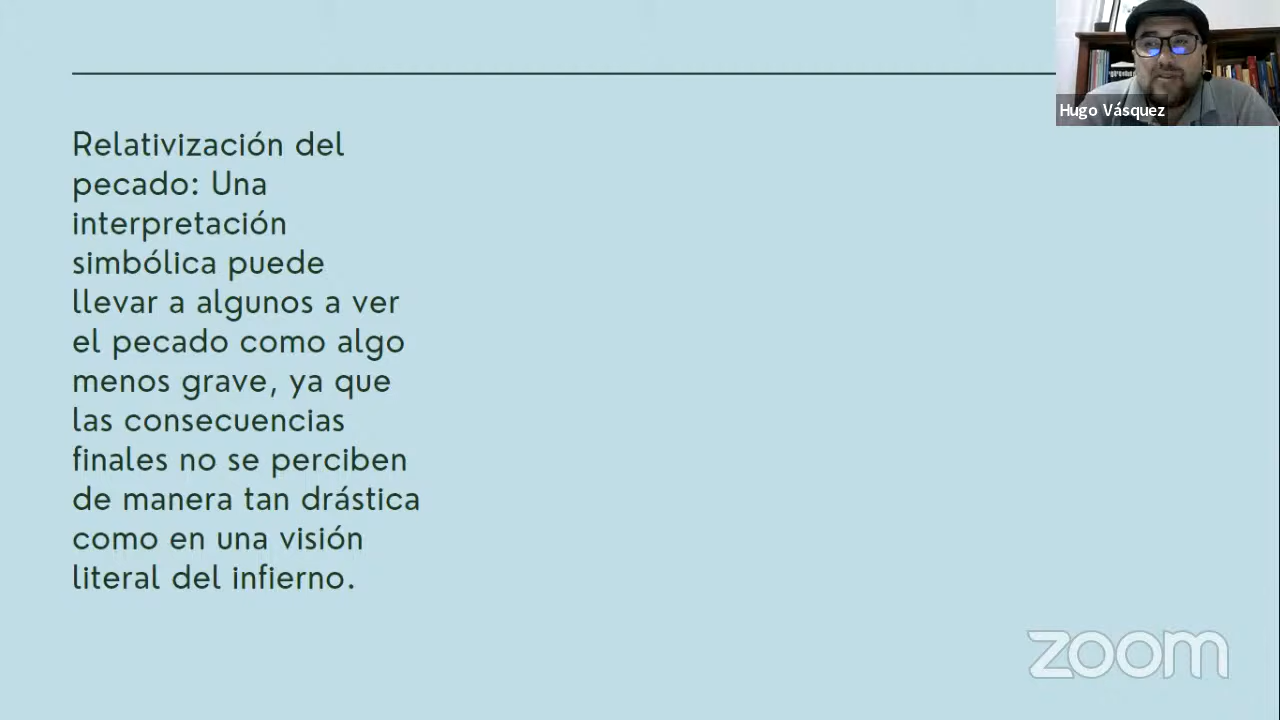 Hugo Vásquez
Relativización del
pecado: Una
interpretación
simbólica puede
llevar a algunos a ver
el pecado como algo
menos grave, ya que
las consecuencias
finales no se perciben
de manera tan drástica
como en una visión
literal del infierno.
zoom